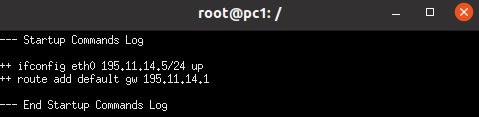 root@pc1: /
--- Startup Commands Log
++ ifconfig eth0 195.11.14.5/24 up
++ route add default gw 195.11.14.1
--- End Startup Commands Log